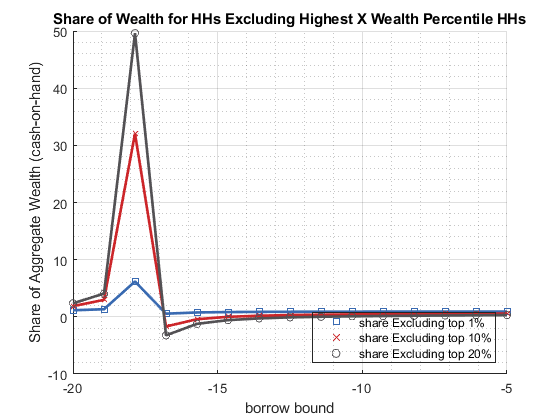 Share of Wealth for HHs Excluding Highest X Wealth Percentile HHs
Share of Aggregate Wealth (cash-on-hand)
50
40
30
20
10
0
-10
-20
-15
-10
-5
borrow bound
share Excluding top 1%
share Excluding top 10%
share Excluding top 20%